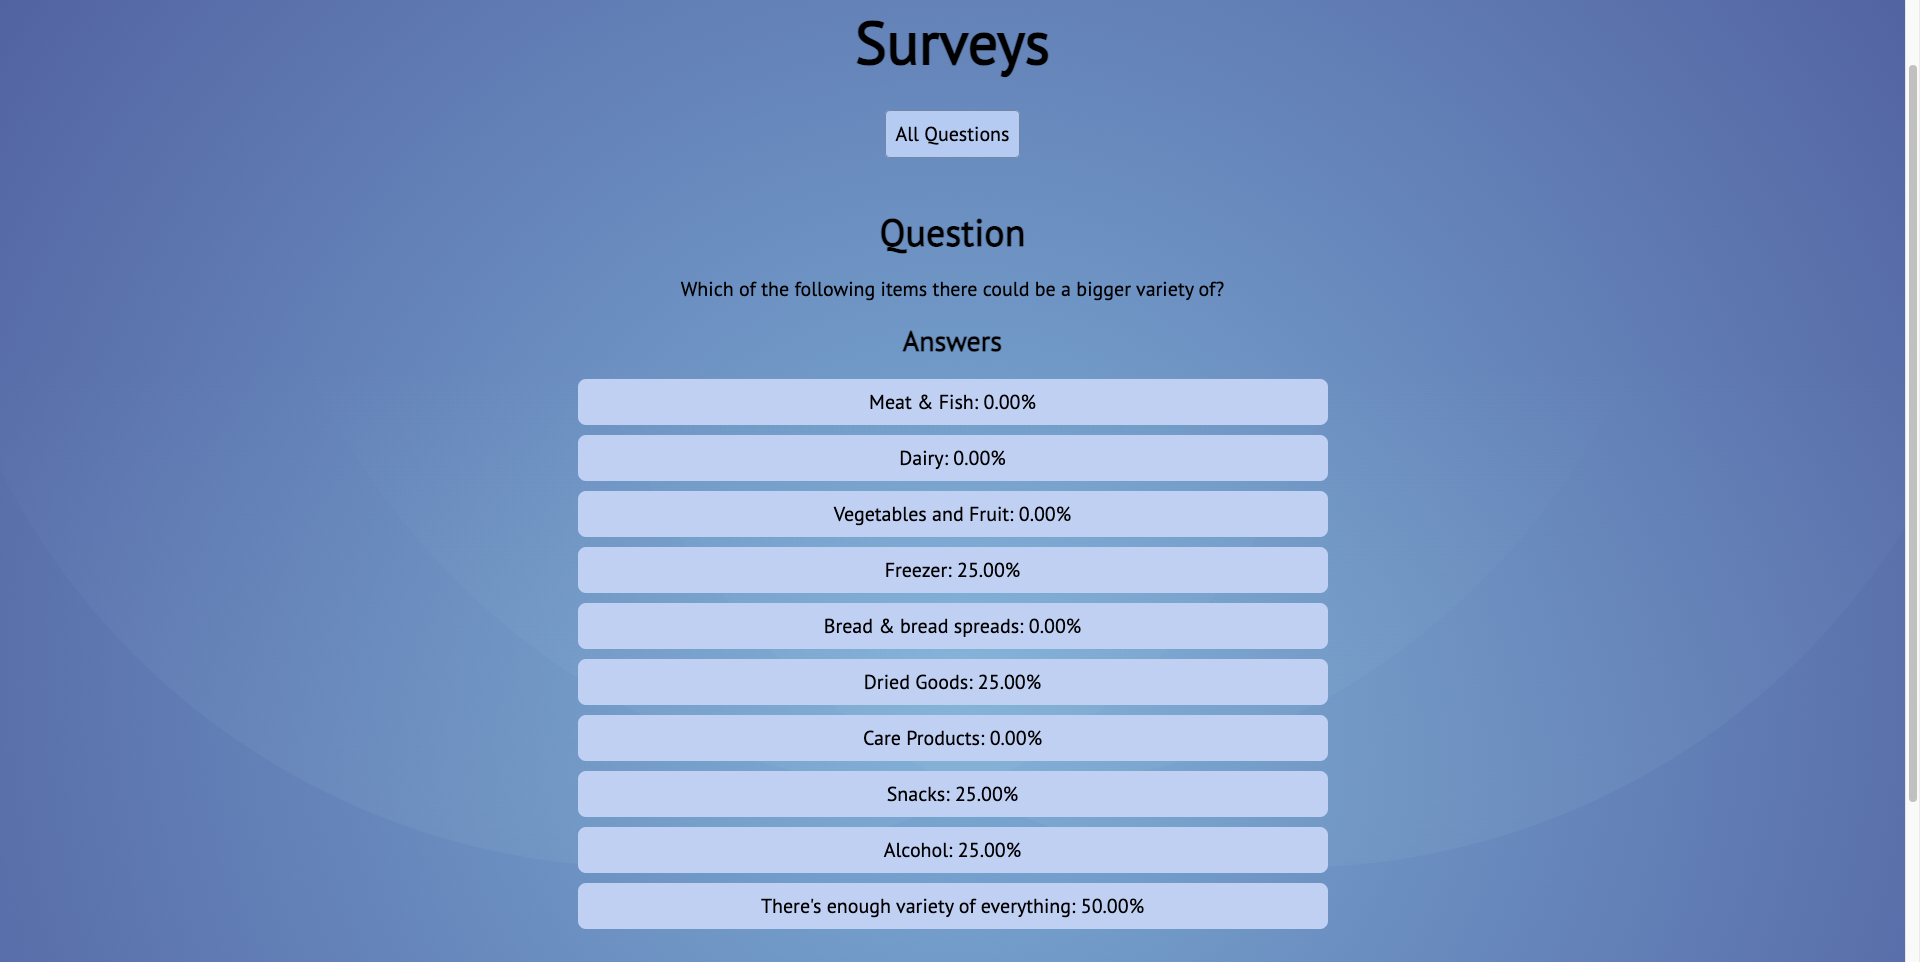 Surveys
All Questions
Question
Which of the following items there could be a bigger variety of?
Answers
Meat & Fish: 0.00%
Dairy: 0.00%
Vegetables and Fruit: 0.00%
Freezer: 25.00%
Bread & bread spreads: 0.00%
Dried Goods: 25.00%
Care Products: 0.00%
Snacks: 25.00%
Alcohol: 25.00%
There's enough variety of everything: 50.00%